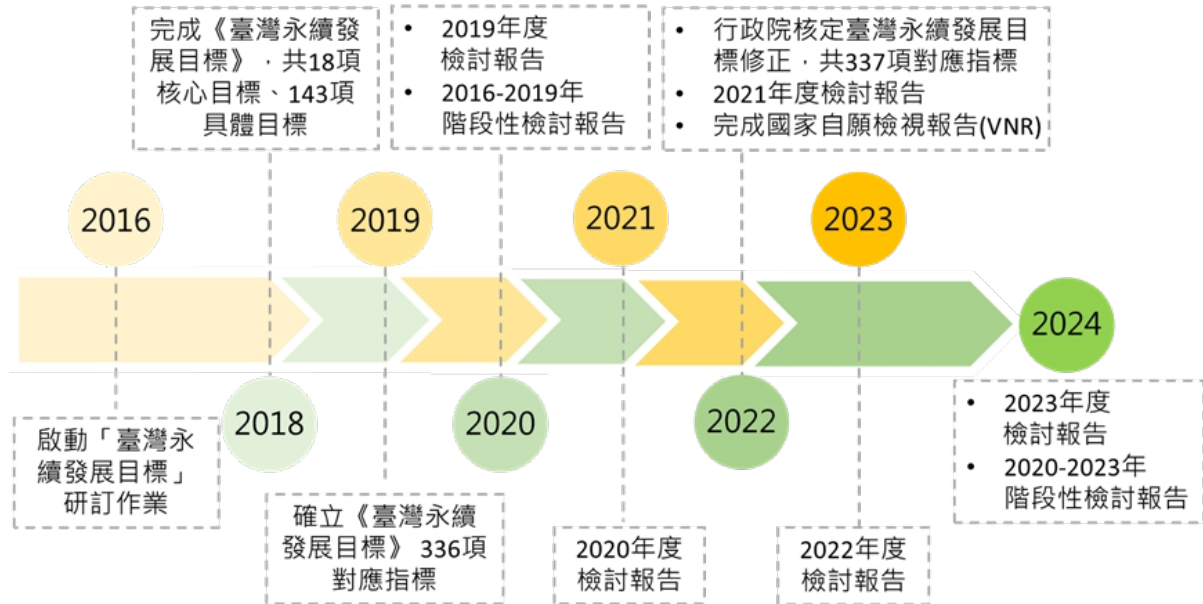 完成《臺灣永續發
展目標》，共18項
核心目標、143項
具體目標
• 2019年度
檢討報告
• 2016-2019年
階段性檢討報告
• 行政院核定臺灣永續發展目
標修正，共337項對應指標
• 2021年度檢討報告
• 完成國家自願檢視報告(VNR)
2016
2019
2021
2023
2024
2018
2020
2022
啟動「臺灣永
續發展目標」
研訂作業
確立《臺灣永續
發展目標》 336項
對應指標
2020年度
檢討報告
2022年度
檢討報告
• 2023年度
檢討報告
• 2020-2023年
階段性檢討報告